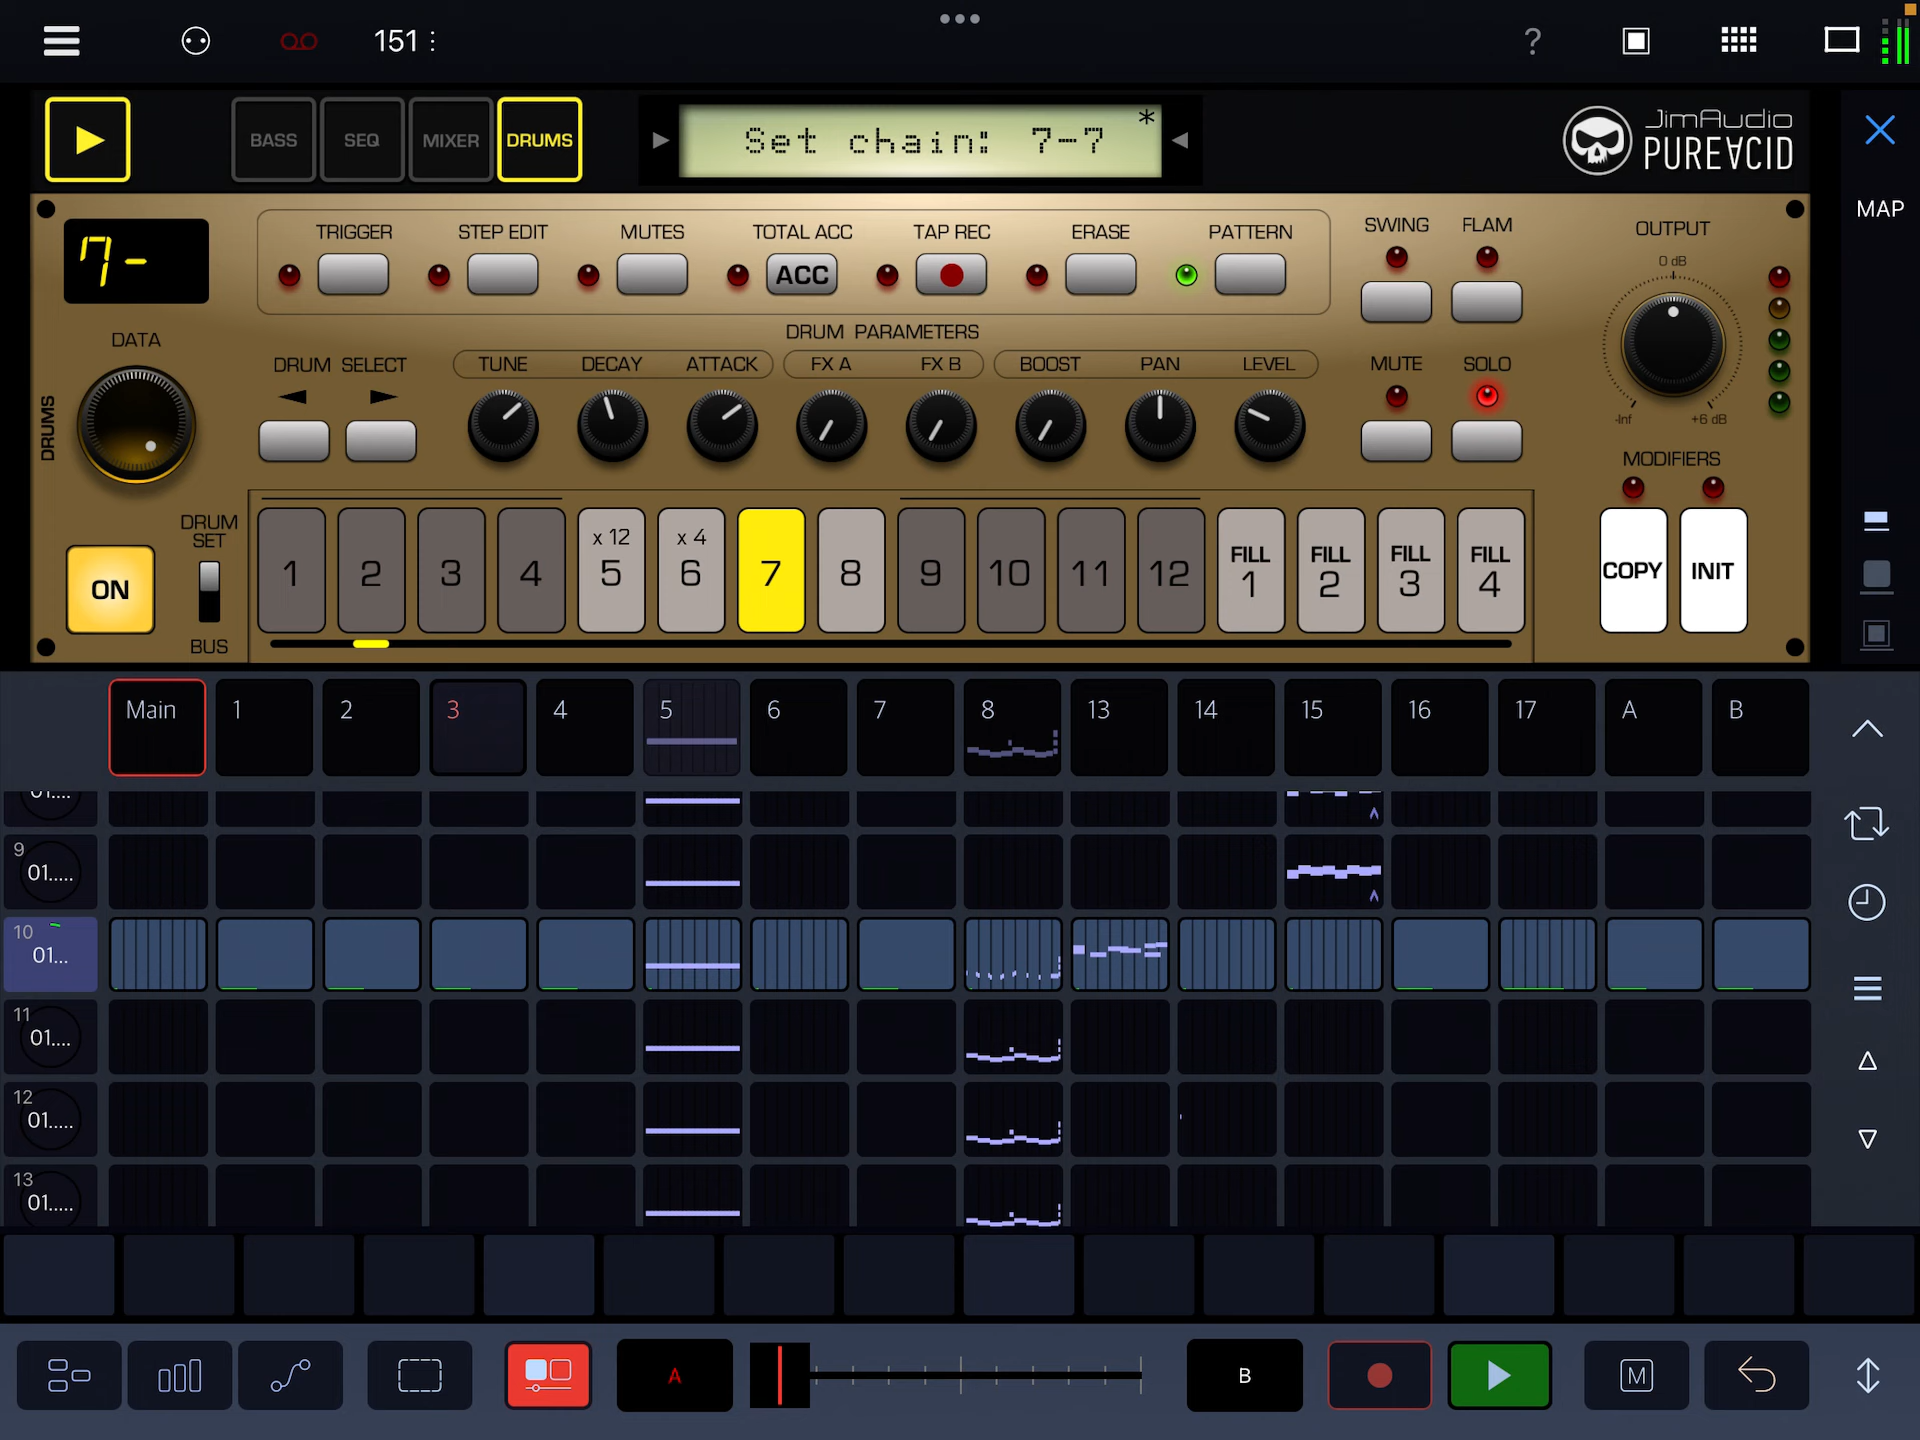 151
?
BASS SEQ MIXER DRUMS
Set chain: 7-7
*
JimAudio
PUREACID
MAP
7-
TRIGGER STEP EDIT MUTES TOTAL ACC TAP REC ERASE PATTERN
ACC
SWING FLAM
OUTPUT
0 dB
-Inf +6 dB
DATA
DRUMS
DRUM SELECT
DRUM PARAMETERS
TUNE DECAY ATTACK FX A FX B BOOST PAN LEVEL
MUTE SOLO
MODIFIERS
DRUM
SET
BUS
ON
x 12 x 4
1 2 3 4 5 6 7 8 9 10 11 12
FILL 1 FILL 2 FILL 3 FILL 4
COPY INIT
Main 1 2 3 4 5 6 7 8 13 14 15 16 17 A B
01....
9
01.....
10
01...
11
01....
12
01.....
13
01.....
A B M